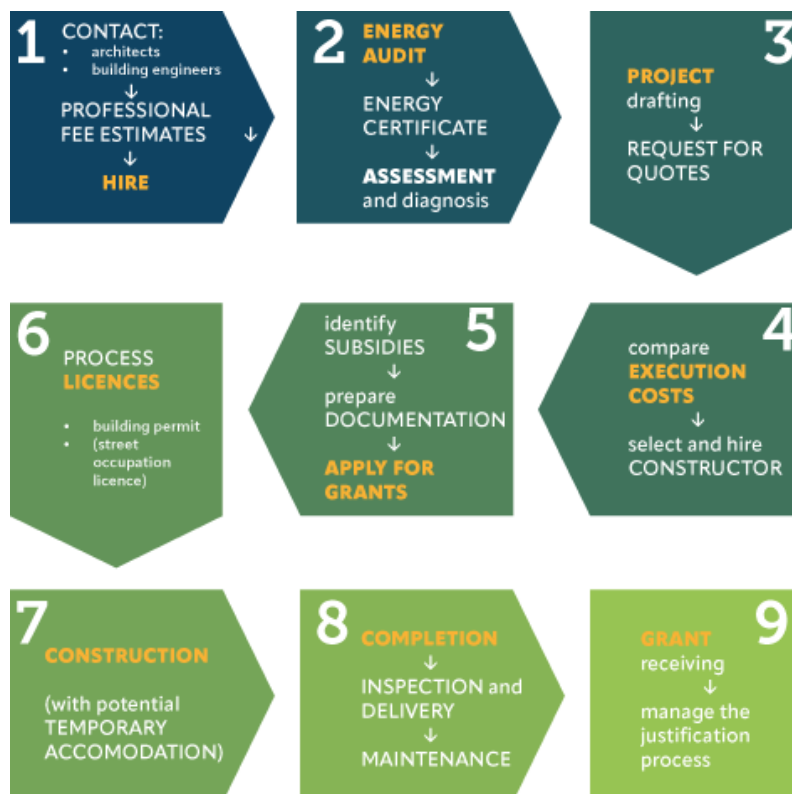 1
CONTACT:
• architects
• building engineers
↓
PROFESSIONAL
FEE ESTIMATES ↓
↓
HIRE
2
ENERGY
AUDIT
↓
ENERGY
CERTIFICATE
↓
ASSESSMENT
and diagnosis
3
PROJECT
drafting
↓
REQUEST FOR
QUOTES
4
compare
EXECUTION
COSTS
↓
select and hire
CONSTRUCTOR
5
identify
SUBSIDIES
↓
prepare
DOCUMENTATION
↓
APPLY FOR
GRANTS
6
PROCESS
LICENCES
• building permit
• (street
occupation
licence)
7
CONSTRUCTION
(with potential
TEMPORARY
ACCOMODATION)
8
COMPLETION
↓
INSPECTION and
DELIVERY
↓
MAINTENANCE
9
GRANT
receiving
↓
manage the
justification
process